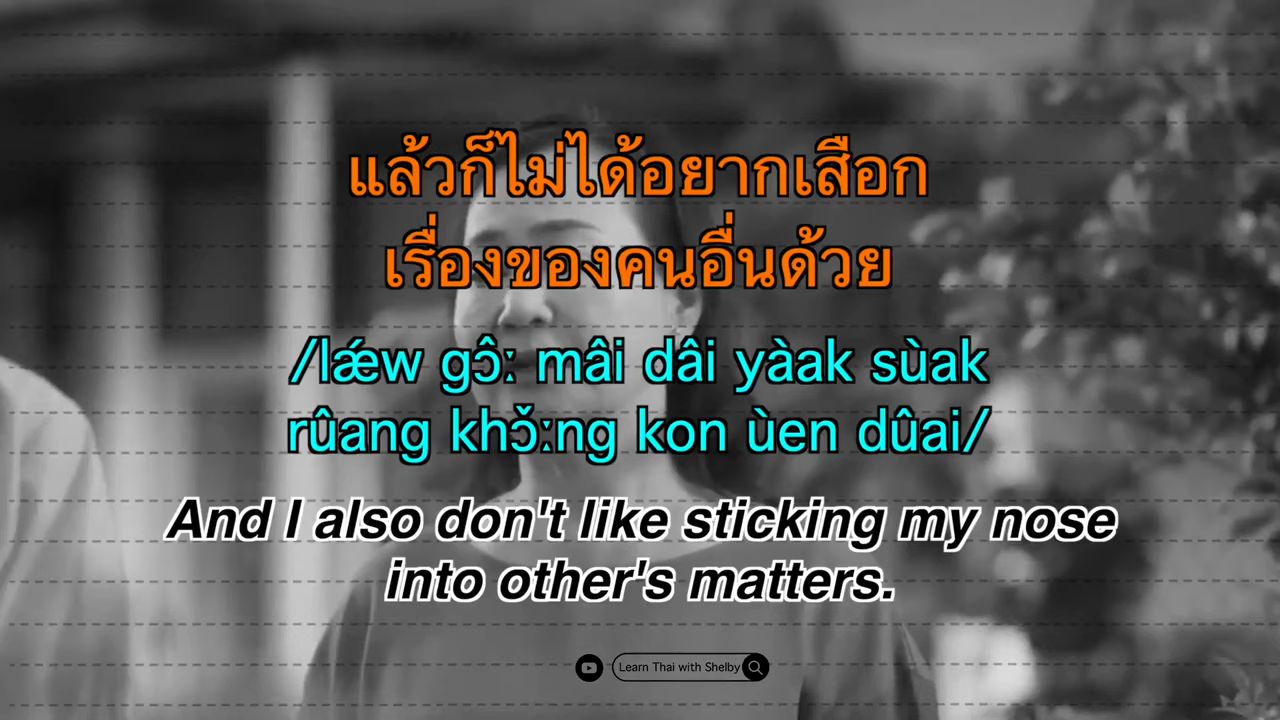 แล้วก็ไม่ได้อยากเสือก
เรื่องของคนอื่นด้วย
/lǽw gɔ̂ː mâi dâi yàak sùak
rûang khɔ̌ːng kon ùen dûai/
And I also don't like sticking my nose
into other's matters.
Learn Thai with Shelby